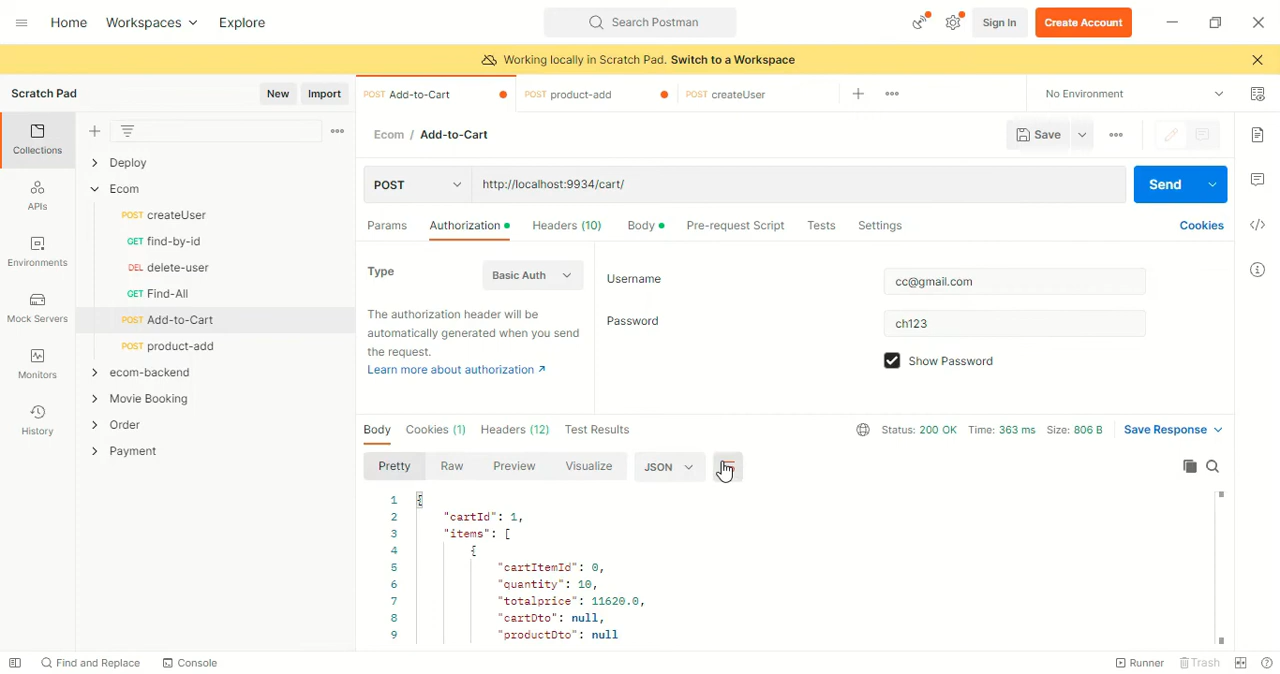 Home Workspaces Explore Search Postman Sign In Create Account
Working locally in Scratch Pad. Switch to a Workspace
Scratch Pad New Import
POST Add-to-Cart POST product-add POST createUser No Environment
Collections
APIs
Environments
Mock Servers
Monitors
History
Deploy
Ecom
POST createUser
GET find-by-id
DEL delete-user
GET Find-All
POST Add-to-Cart
POST product-add
ecom-backend
Movie Booking
Order
Payment
Ecom / Add-to-Cart Save
POST http://localhost:9934/cart/ Send
Params Authorization Headers (10) Body Pre-request Script Tests Settings Cookies
Type Basic Auth
The authorization header will be
automatically generated when you send
the request.
Learn more about authorization ↗
Username cc@gmail.com
Password ch123
Show Password
Body Cookies (1) Headers (12) Test Results Status: 200 OK Time: 363 ms Size: 806 B Save Response
Pretty Raw Preview Visualize JSON
1 {
2 "cartId": 1,
3 "items": [
4 {
5 "cartItemId": 0,
6 "quantity": 10,
7 "totalprice": 11620.0,
8 "cartDto": null,
9 "productDto": null
Find and Replace Console Runner Trash